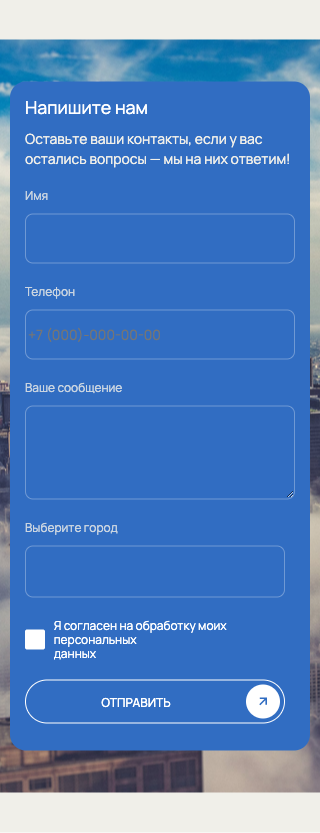 Напишите нам
Оставьте ваши контакты, если у вас
остались вопросы — мы на них ответим!
Имя
Телефон
+7 (000)-000-00-00
Ваше сообщение
Выберите город
Я согласен на обработку моих
персональных
данных
ОТПРАВИТЬ